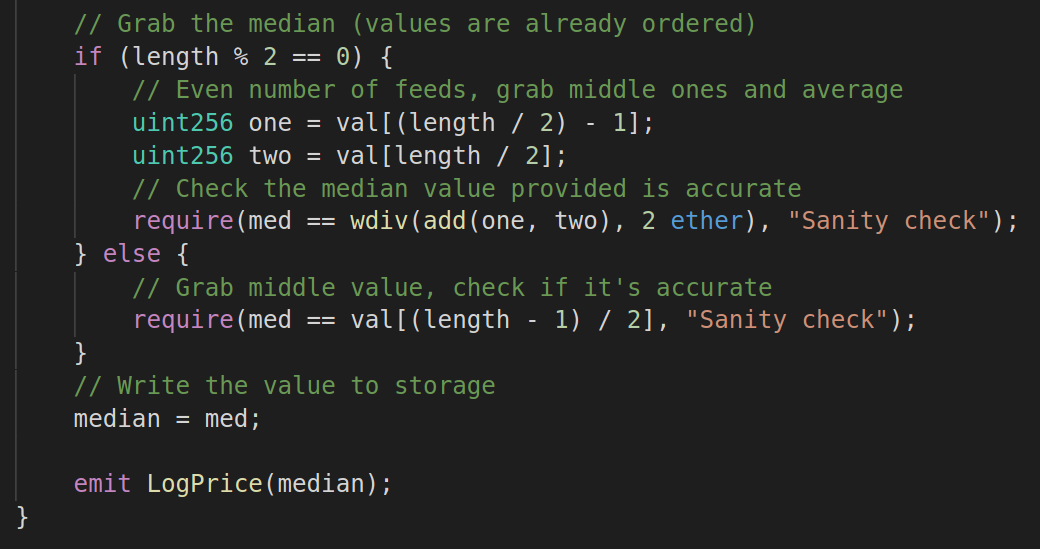 // Grab the median (values are already ordered)
if (length % 2 == 0) {
// Even number of feeds, grab middle ones and average
uint256 one = val[(length / 2) - 1];
uint256 two = val[length / 2];
// Check the median value provided is accurate
require(med == wdiv(add(one, two), 2 ether), "Sanity check");
} else {
// Grab middle value, check if it's accurate
require(med == val[(length - 1) / 2], "Sanity check");
}
// Write the value to storage
median = med;
emit LogPrice(median);
}